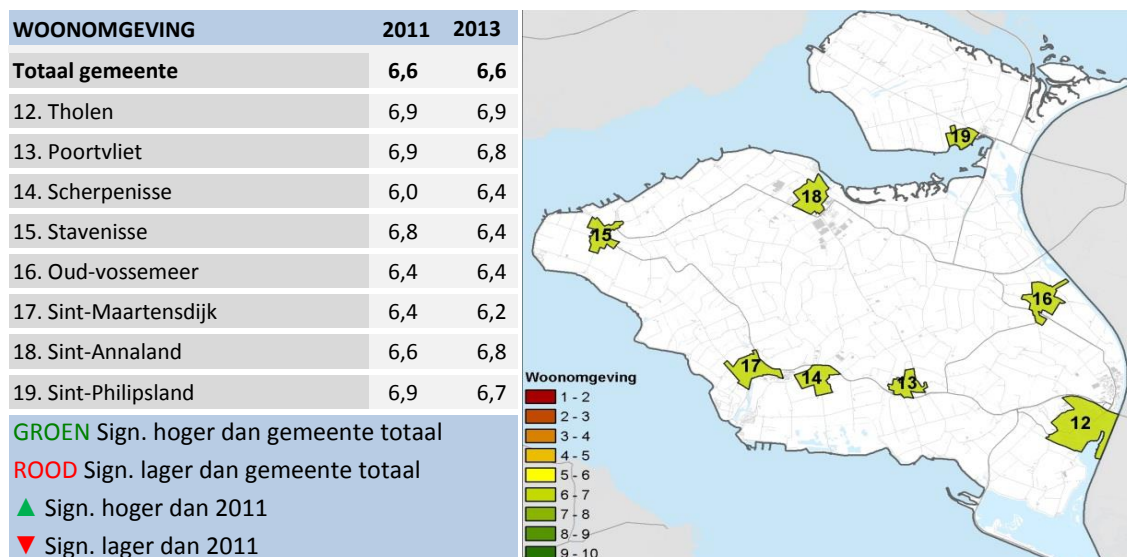 WOONOMGEVING 2011 2013
Totaal gemeente 6,6 6,6
12. Tholen 6,9 6,9
13. Poortvliet 6,9 6,8
14. Scherpenisse 6,0 6,4
15. Stavenisse 6,8 6,4
16. Oud-vossemeer 6,4 6,4
17. Sint-Maartensdijk 6,4 6,2
18. Sint-Annaland 6,6 6,8
19. Sint-Philipsland 6,9 6,7
GROEN Sign. hoger dan gemeente totaal
ROOD Sign. lager dan gemeente totaal
▲ Sign. hoger dan 2011
▼ Sign. lager dan 2011
19
18
15
16
17
14
13
12
Woonomgeving
1 - 2
2 - 3
3 - 4
4 - 5
5 - 6
6 - 7
7 - 8
8 - 9
9 - 10